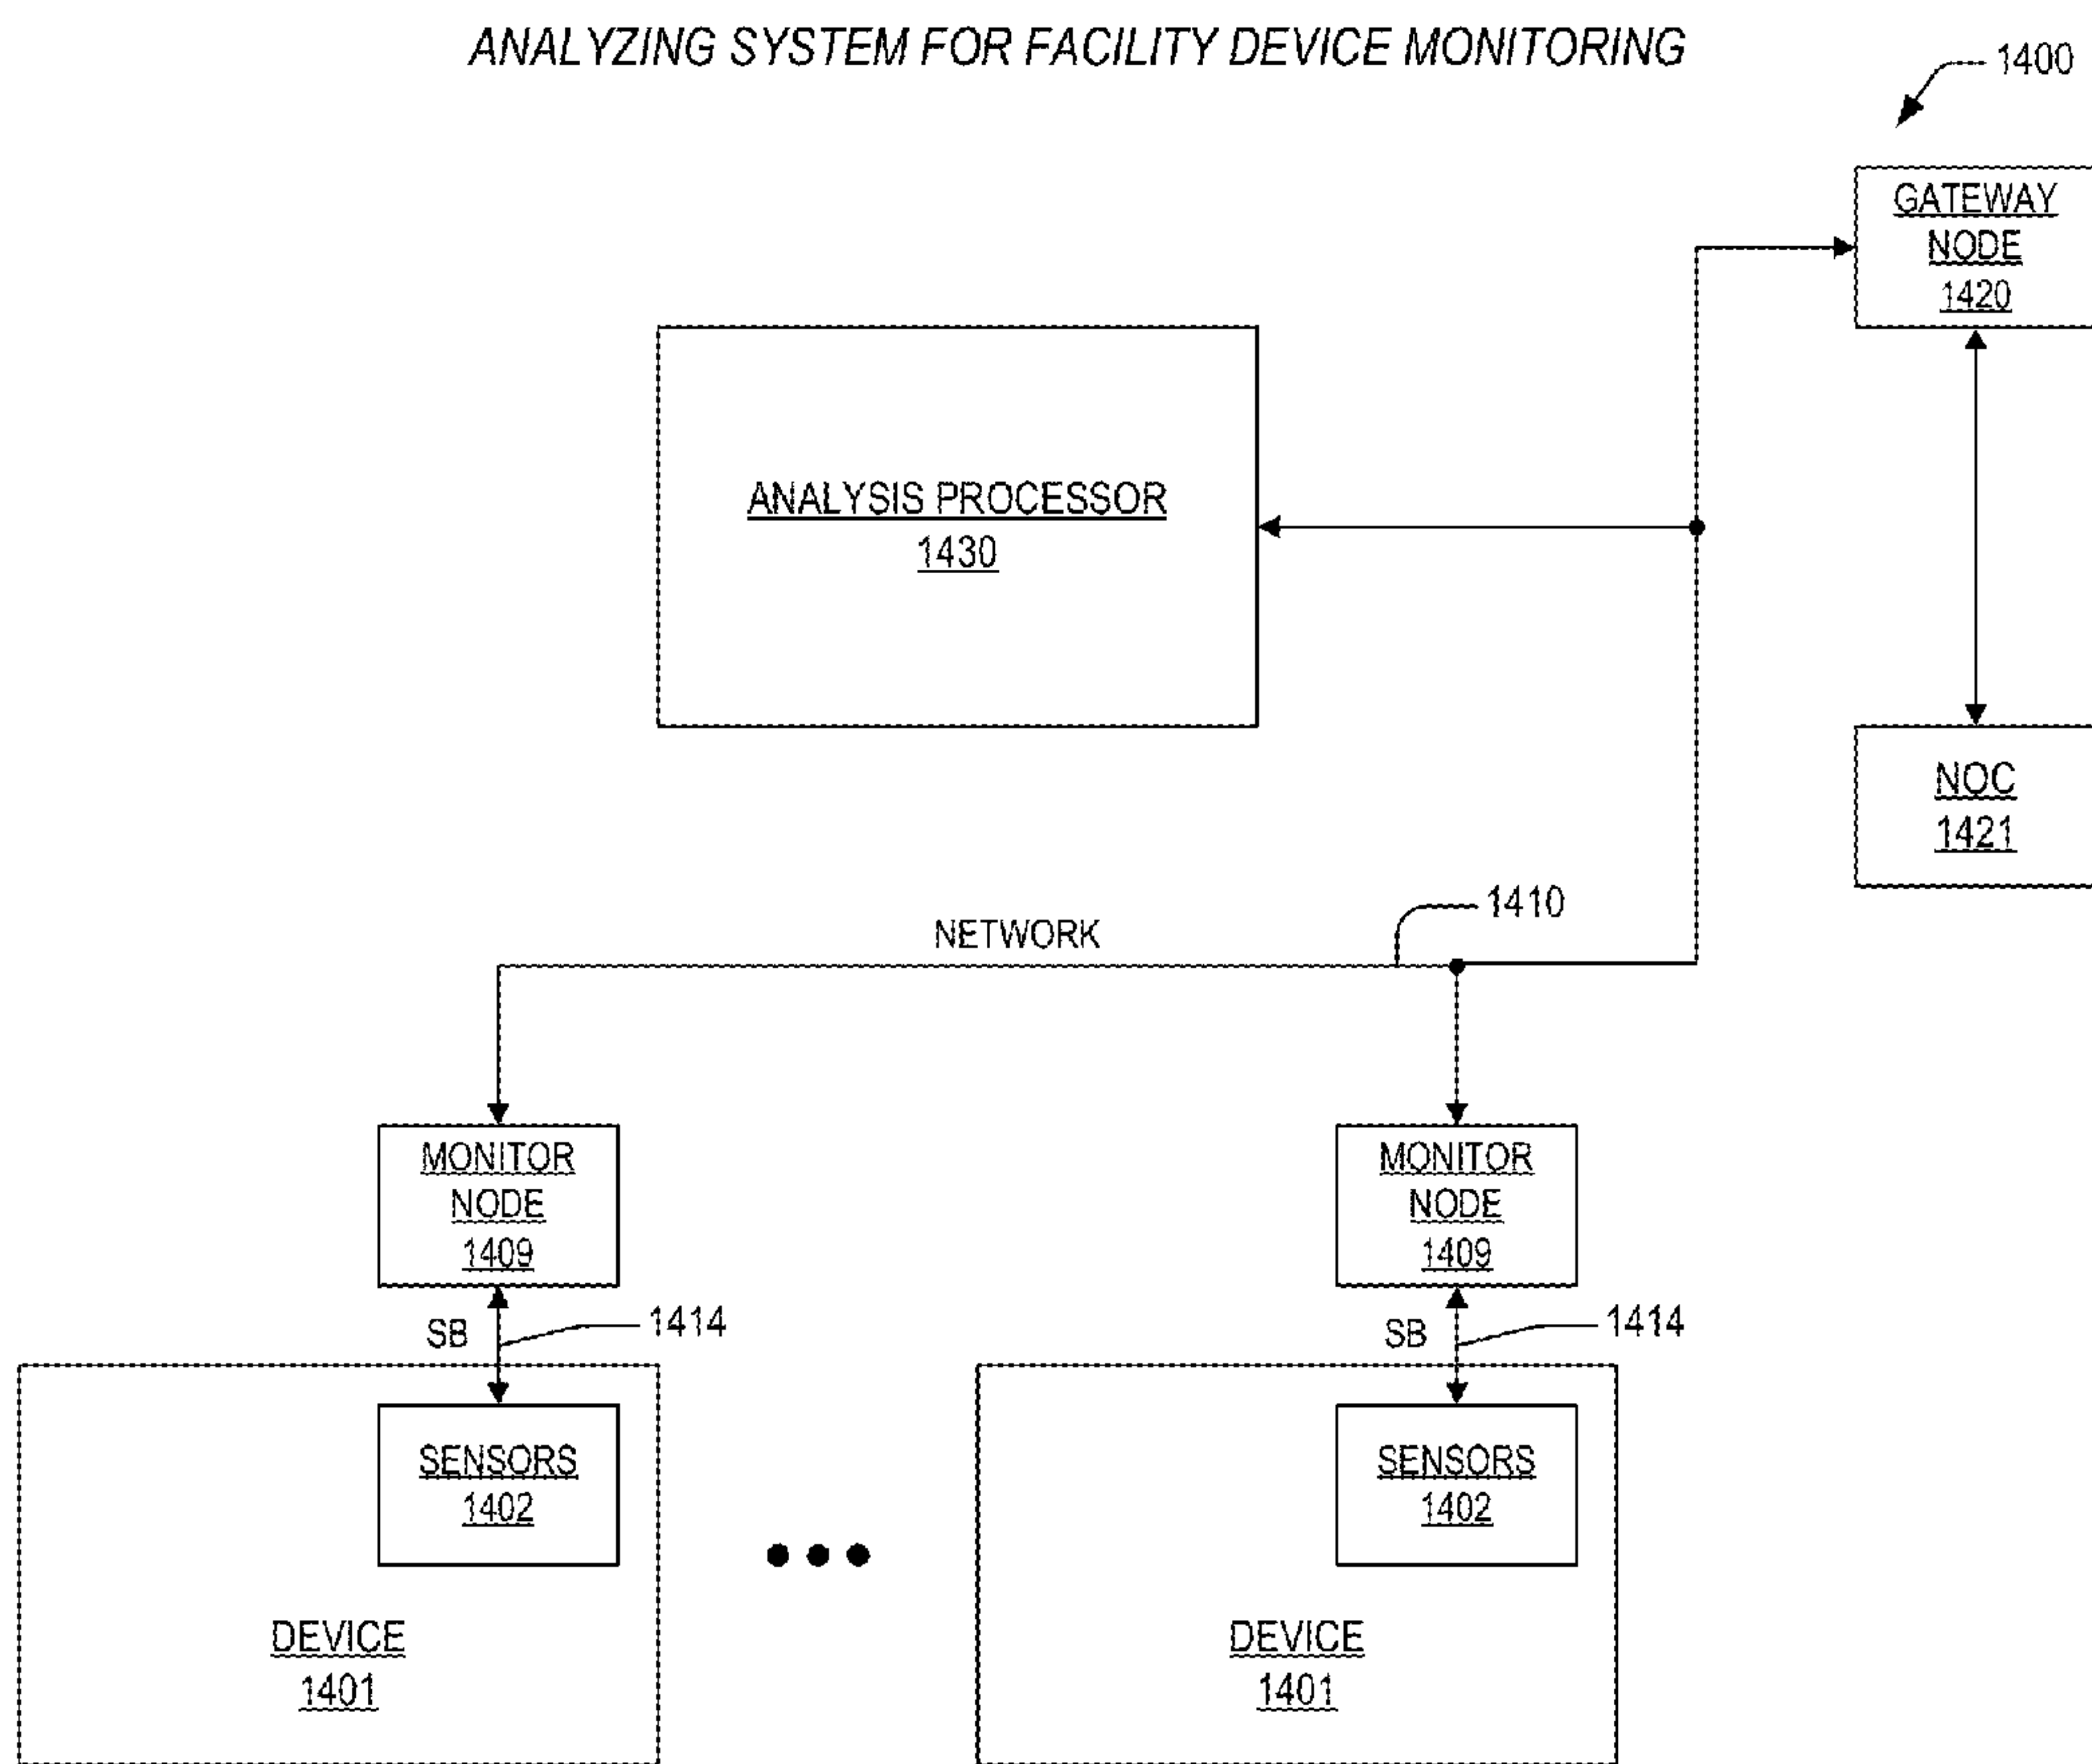 ANALYZING SYSTEM FOR FACILITY DEVICE MONITORING
1400
GATEWAY
NODE
1420
ANALYSIS PROCESSOR
1430
NOC
1421
1410
NETWORK
MONITOR
NODE
1409
MONITOR
NODE
1409
SB
1414
SB
1414
SENSORS
1402
SENSORS
1402
DEVICE
1401
DEVICE
1401